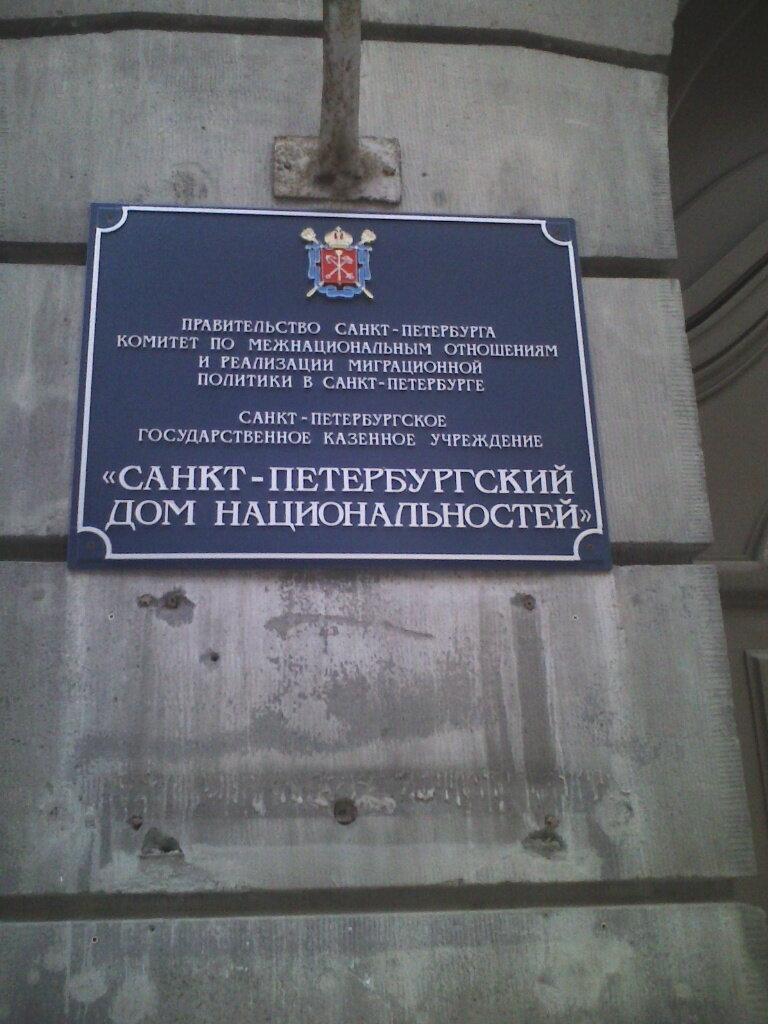 ПРАВИТЕЛЬСТВО САНКТ-ПЕТЕРБУРГА
КОМИТЕТ ПО МЕЖНАЦИОНАЛЬНЫМ ОТНОШЕНИЯМ
И РЕАЛИЗАЦИИ МИГРАЦИОННОЙ
ПОЛИТИКИ В САНКТ-ПЕТЕРБУРГЕ
САНКТ-ПЕТЕРБУРГСКОЕ
ГОСУДАРСТВЕННОЕ КАЗЕННОЕ УЧРЕЖДЕНИЕ
«САНКТ-ПЕТЕРБУРГСКИЙ
ДОМ НАЦИОНАЛЬНОСТЕЙ»